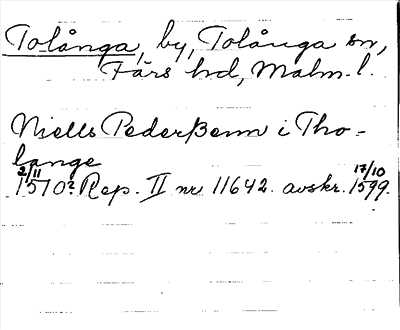 Tolånga, by, Tolånga sn,
Färs hd, Malm. l.
Niells Pederßenn i Tho-
lange
2/11 1570? Rep. II nr 11642. avskr. 17/10 1599.